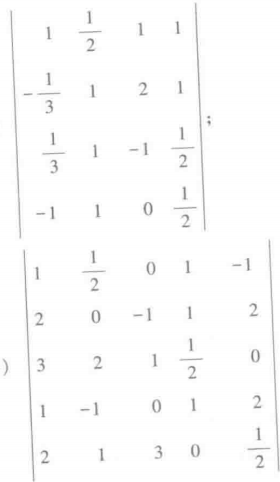 | 1 1/2 1 1 |
| -1/3 1 2 1 |
| 1/3 1 -1 1/2 | ;
| -1 1 0 1/2 |
| 1 1/2 0 1 -1 |
| 2 0 -1 1 2 |
) | 3 2 1 1/2 0 |
| 1 -1 0 1 2 |
| 2 1 3 0 1/2 |